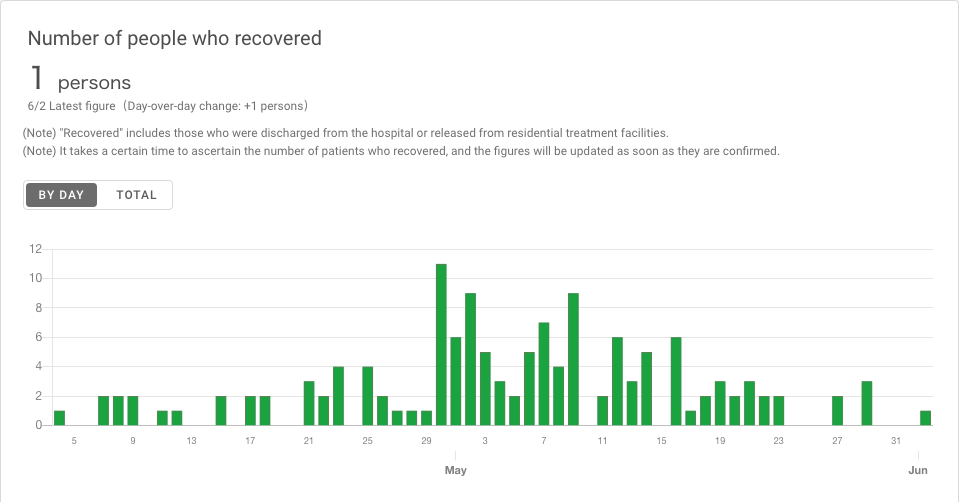 Number of people who recovered
1 persons
6/2 Latest figure（Day-over-day change: +1 persons）
(Note) "Recovered" includes those who were discharged from the hospital or released from residential treatment facilities.
(Note) It takes a certain time to ascertain the number of patients who recovered, and the figures will be updated as soon as they are confirmed.
BY DAY TOTAL
12
10
8
6
4
2
0
5 9 13 17 21 25 29 3 7 11 15 19 23 27 31
May Jun